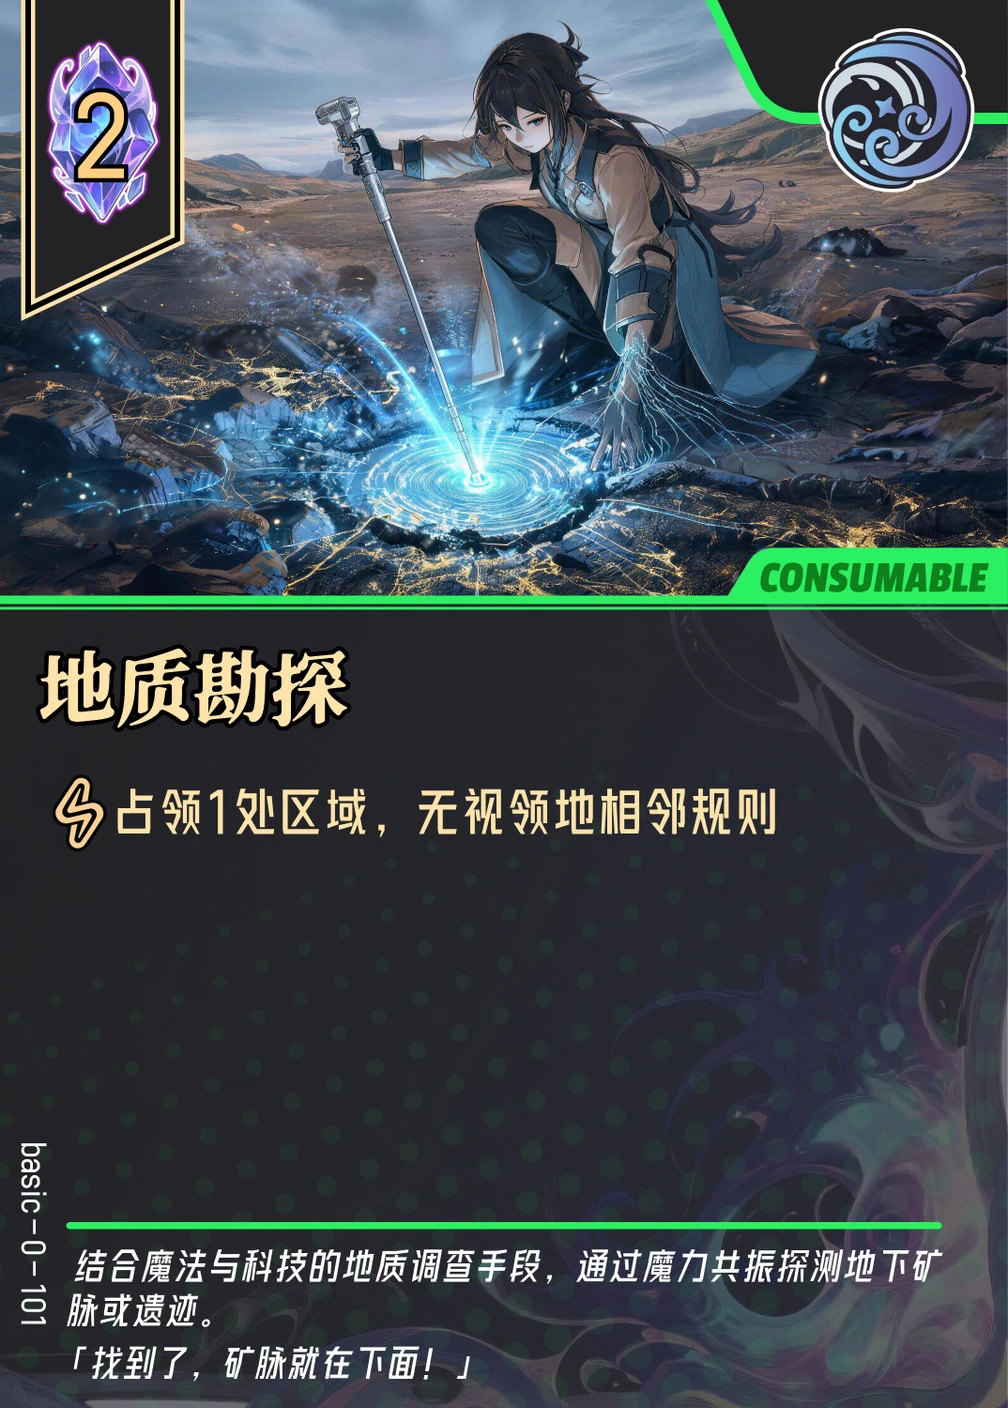 2
CONSUMABLE
地质勘探
占领1处区域，无视领地相邻规则
basic-0-101
结合魔法与科技的地质调查手段，通过魔力共振探测地下矿
脉或遗迹。
「找到了，矿脉就在下面！」